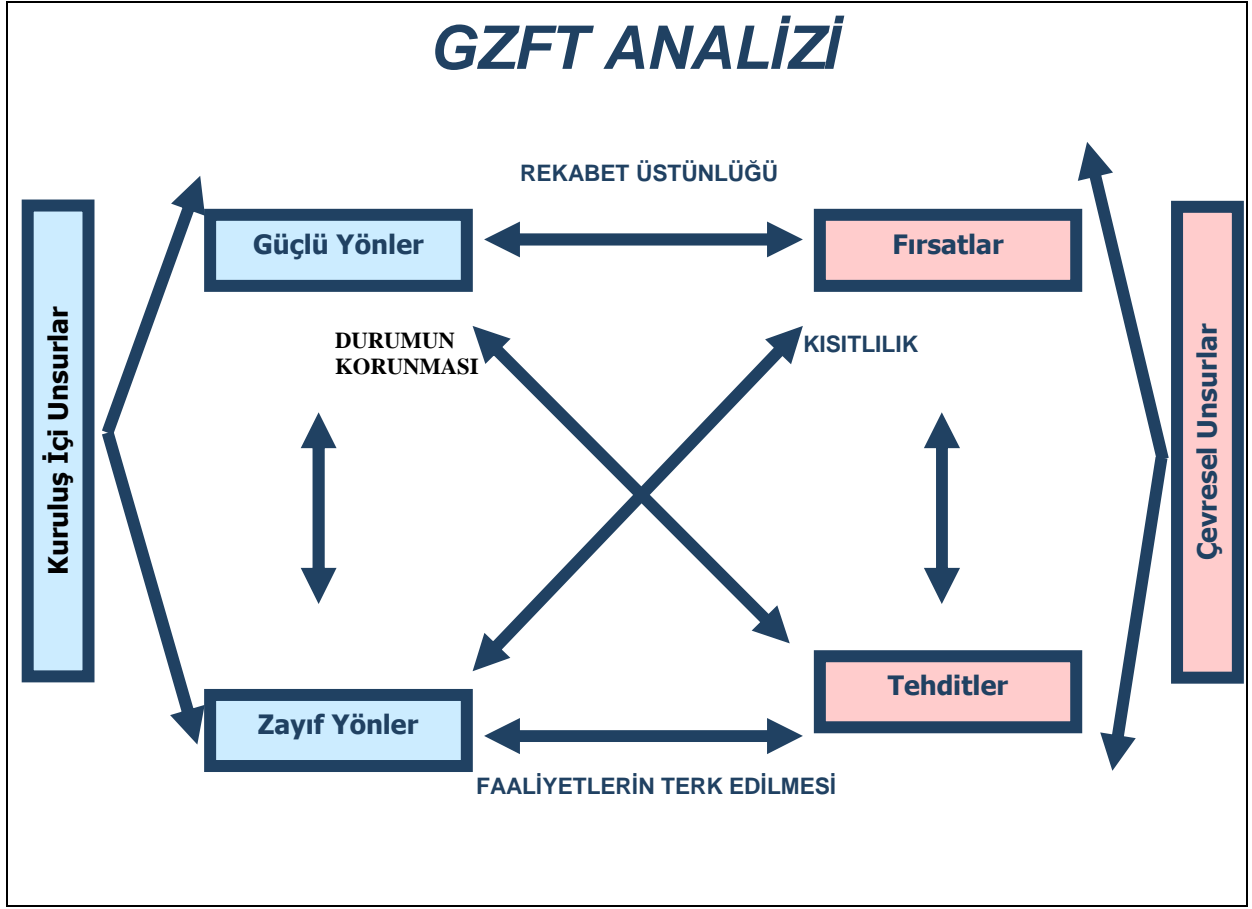 GZFT ANALİZİ
REKABET ÜSTÜNLÜĞÜ
Güçlü Yönler
Fırsatlar
DURUMUN
KORUNMASI
KISITLILIK
Kuruluş İçi Unsurlar
Çevresel Unsurlar
Zayıf Yönler
Tehditler
FAALİYETLERİN TERK EDİLMESİ